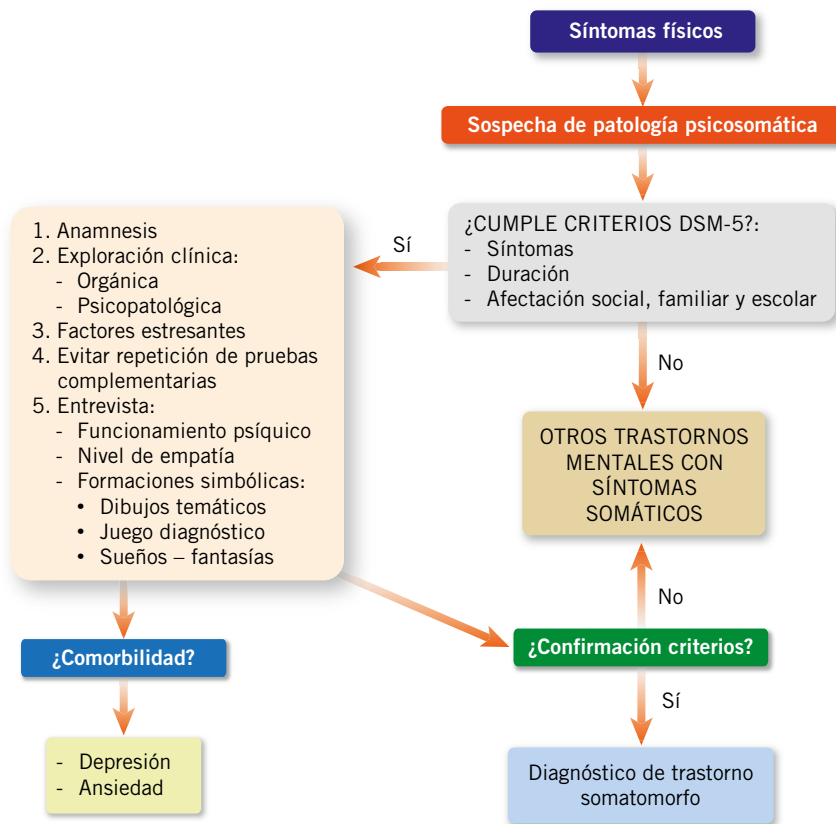 Síntomas físicos
Sospecha de patología psicosomática
¿CUMPLE CRITERIOS DSM-5?:
- Síntomas
- Duración
- Afectación social, familiar y escolar
Sí
1. Anamnesis
2. Exploración clínica:
- Orgánica
- Psicopatológica
3. Factores estresantes
4. Evitar repetición de pruebas
complementarias
5. Entrevista:
- Funcionamiento psíquico
- Nivel de empatía
- Formaciones simbólicas:
• Dibujos temáticos
• Juego diagnóstico
• Sueños – fantasías
No
OTROS TRASTORNOS
MENTALES CON
SÍNTOMAS
SOMÁTICOS
No
¿Comorbilidad?
¿Confirmación criterios?
Sí
- Depresión
- Ansiedad
Diagnóstico de trastorno
somatomorfo